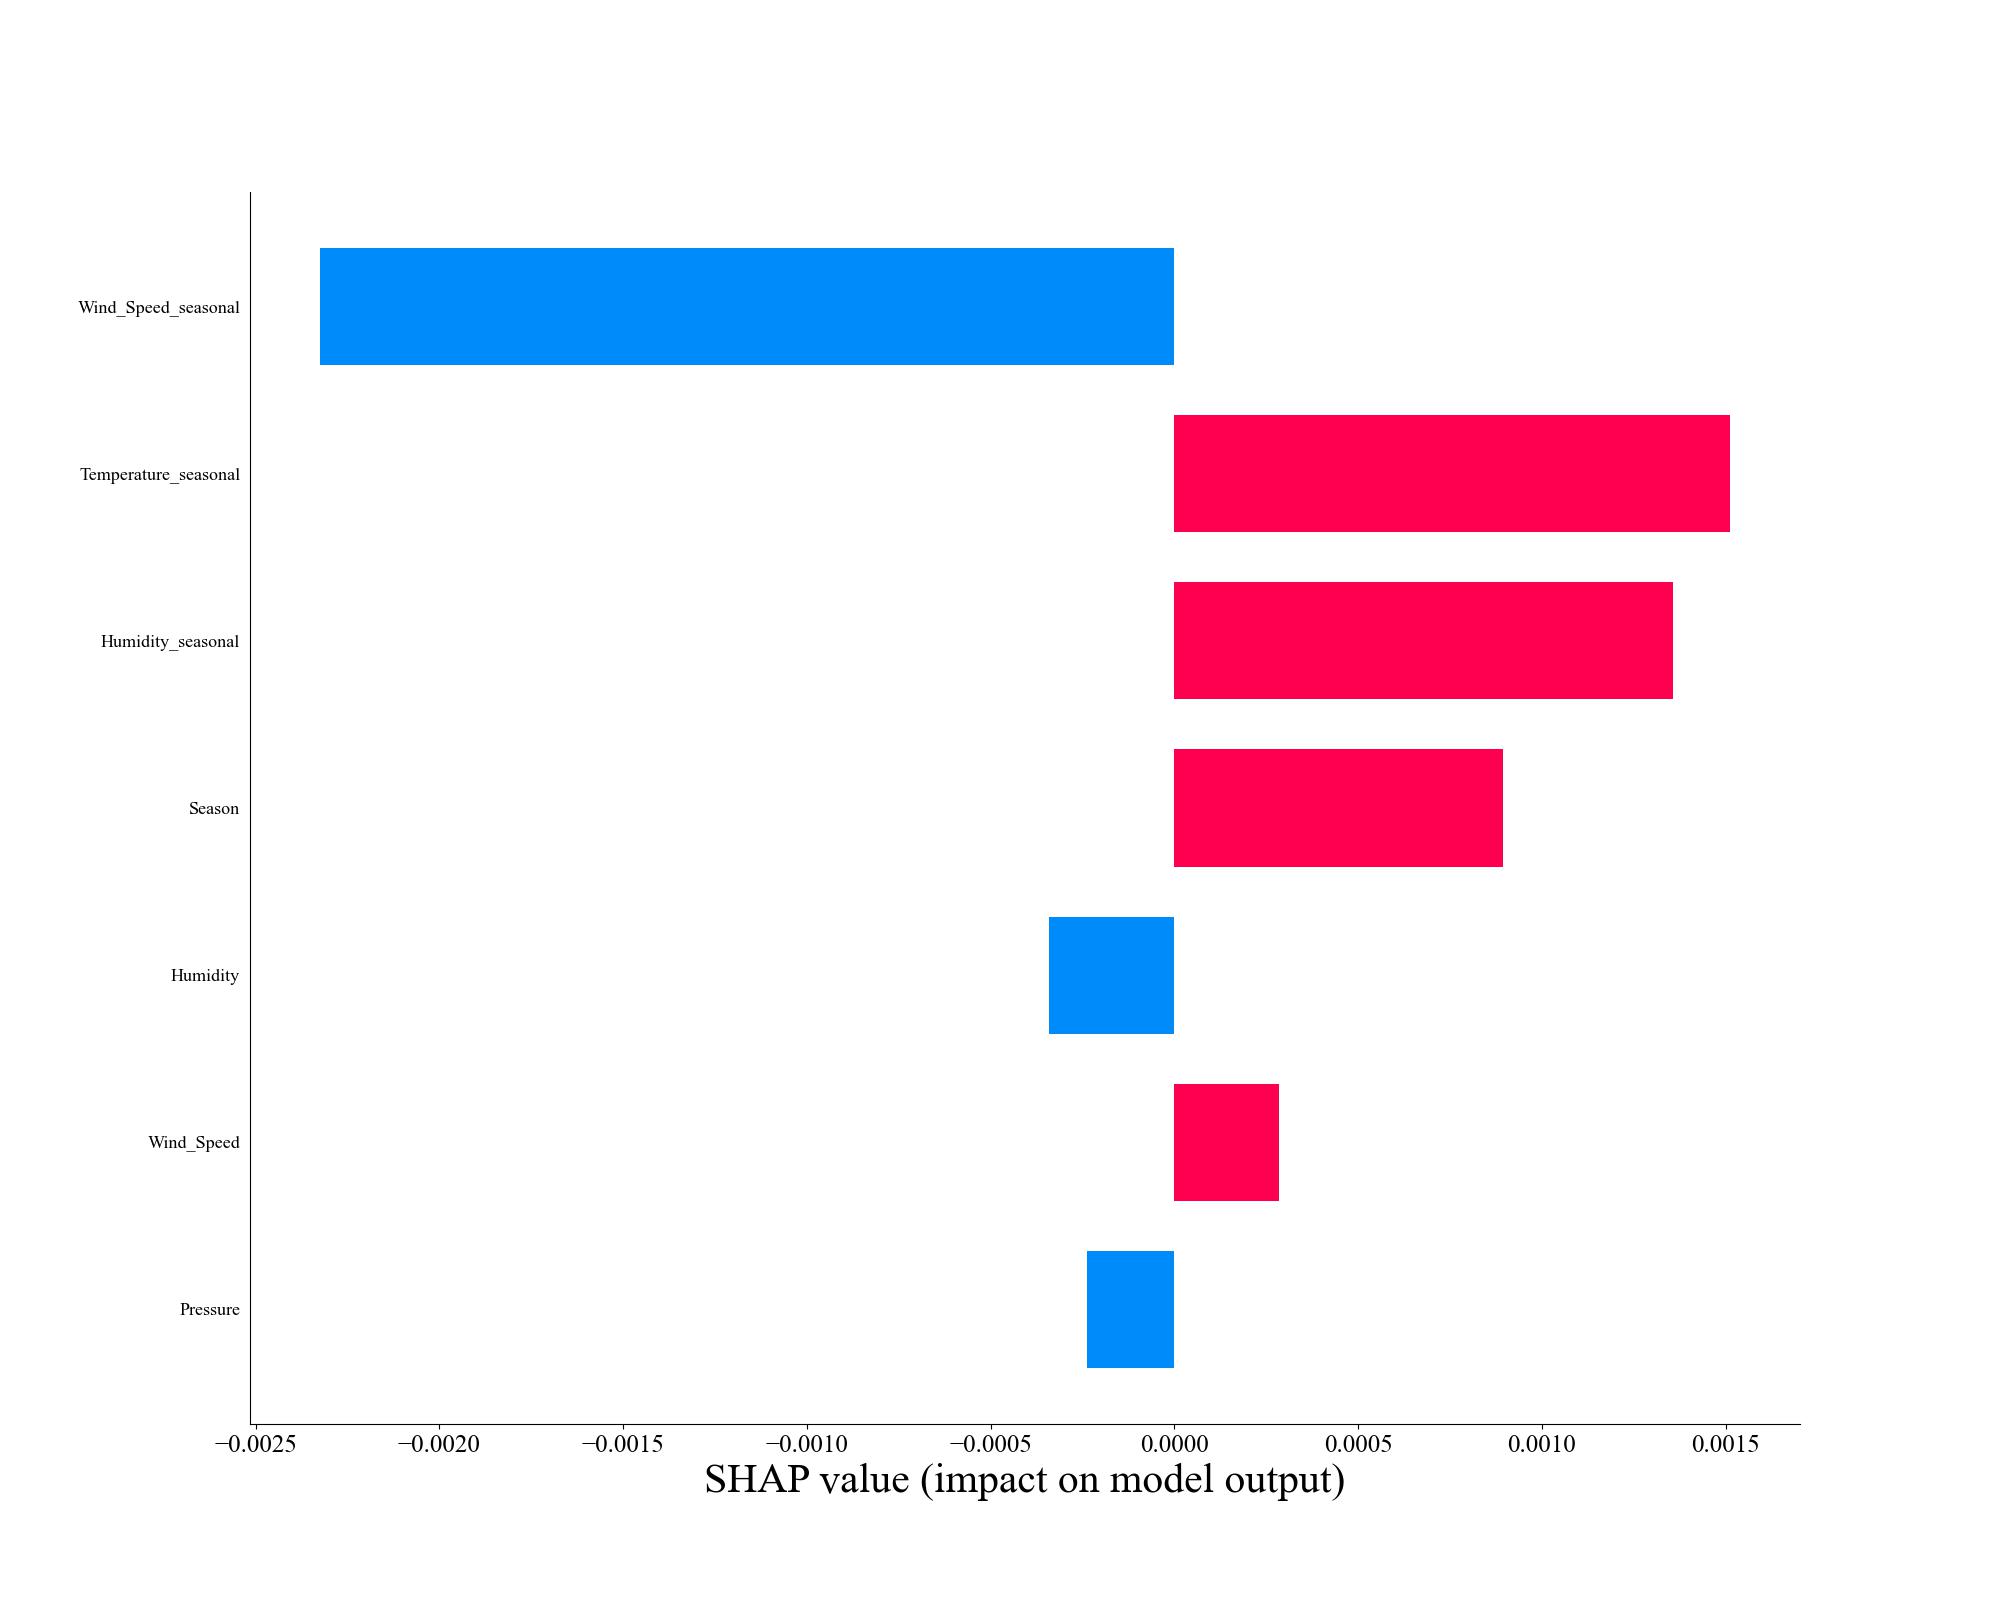 Wind_Speed_seasonal
Temperature_seasonal
Humidity_seasonal
Season
Humidity
Wind_Speed
Pressure
−0.0025 −0.0020 −0.0015 −0.0010 −0.0005 0.0000 0.0005 0.0010 0.0015
SHAP value (impact on model output)